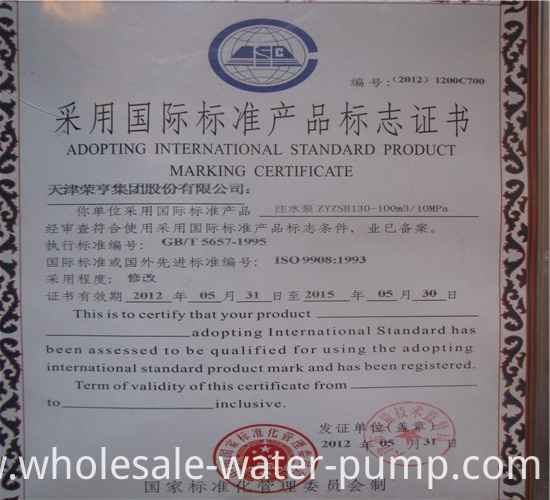 编号:(2012) 1200C700
采用国际标准产品标志证书
ADOPTING INTERNATIONAL STANDARD PRODUCT
MARKING CERTIFICATE
天津荣亨集团股份有限公司:
你单位采用国际标准产品 注水泵 ZYZSB130-100m3/10MPa
经审查符合使用采用国际标准产品标志条件，业已备案。
执行标准编号: GB/T 5657-1995
国际标准或国外先进标准编号: ISO 9908:1993
采用程度: 修改
证书有效期 2012 年 05 月 31 日至 2015 年 05 月 30 日
This is to certify that your product
adopting International Standard has
been assessed to be qualified for using the adopting
international standard product mark and has been registered.
Term of validity of this certificate from
to inclusive.
发证单位(盖章)
2012 年 05 月 31 日
国家标准化管理
www.wholesale-water-pump.com
国家标准化管理委员会制